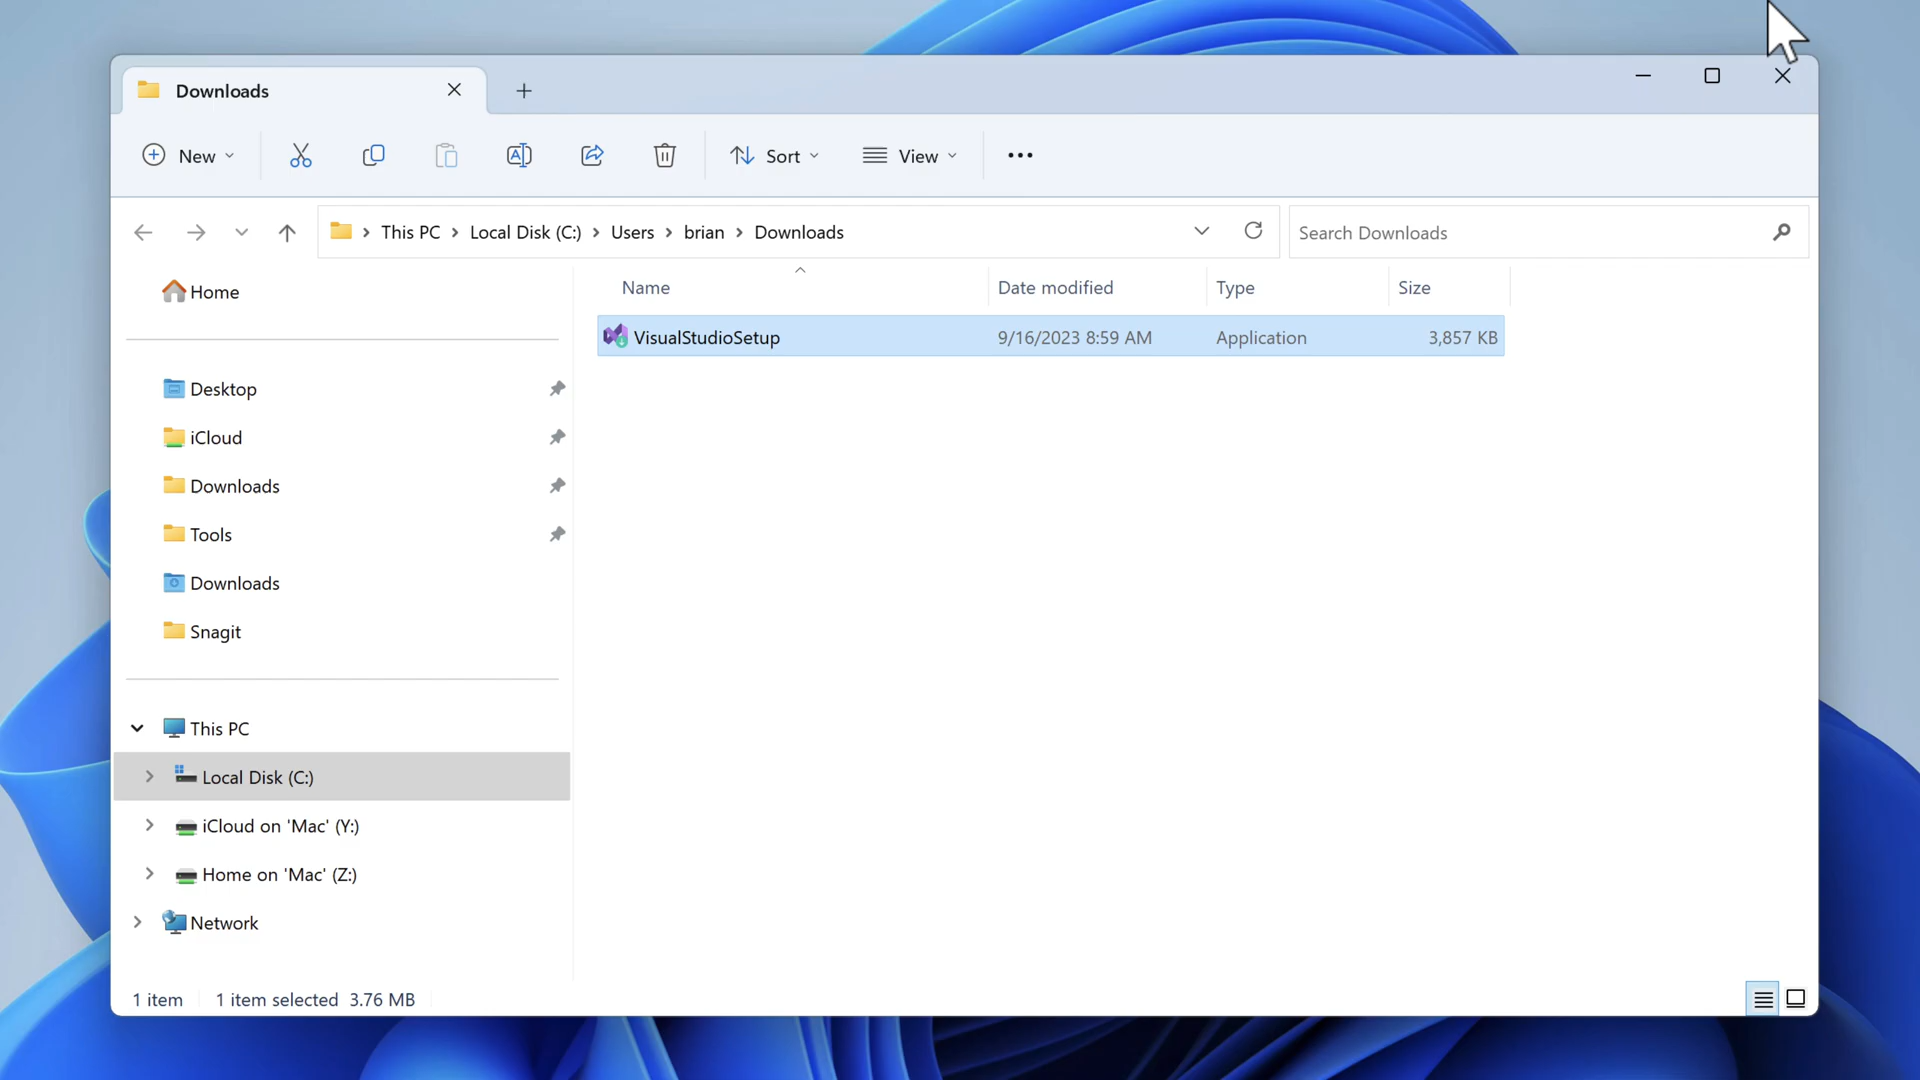 Downloads
New
Sort
View
This PC
Local Disk (C:)
Users
brian
Downloads
Search Downloads
Name
Date modified
Type
Size
VisualStudioSetup
9/16/2023 8:59 AM
Application
3,857 KB
Home
Desktop
iCloud
Downloads
Tools
Downloads
Snagit
This PC
Local Disk (C:)
iCloud on 'Mac' (Y:)
Home on 'Mac' (Z:)
Network
1 item
1 item selected 3.76 MB